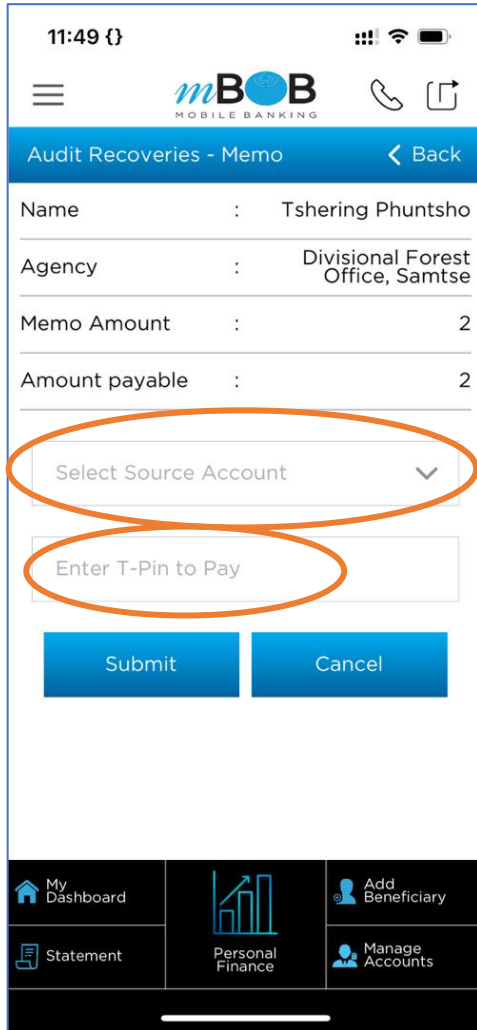 11:49 {}
mBOB
MOBILE BANKING
Audit Recoveries - Memo Back
Name : Tshering Phuntsho
Agency : Divisional Forest
Office, Samtse
Memo Amount : 2
Amount payable : 2
Select Source Account
Enter T-Pin to Pay
Submit Cancel
My
Dashboard
Statement
Personal
Finance
Add
Beneficiary
Manage
Accounts